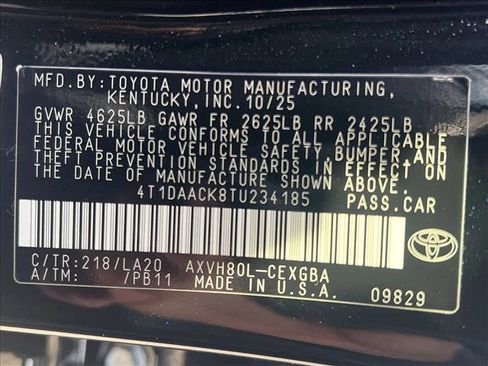 MFD.BY:TOYOTA MOTOR MANUFACTURING,
KENTUCKY, INC. 10/25
GVWR 4625LB GAWR FR 2625LB RR 2425LB
THIS VEHICLE CONFORMS TO ALL APPLICABLE
FEDERAL MOTOR VEHICLE SAFETY, BUMPER, AND
THEFT PREVENTION STANDARDS IN EFFECT ON
THE DATE OF MANUFACTURE SHOWN ABOVE.
4T1DAACK8TU234185 PASS.CAR
C/TR:218/LA20 AXVH80L-CEXGBA
A/TM: 7PB11 MADE IN U.S.A. 09829
TOYOTA